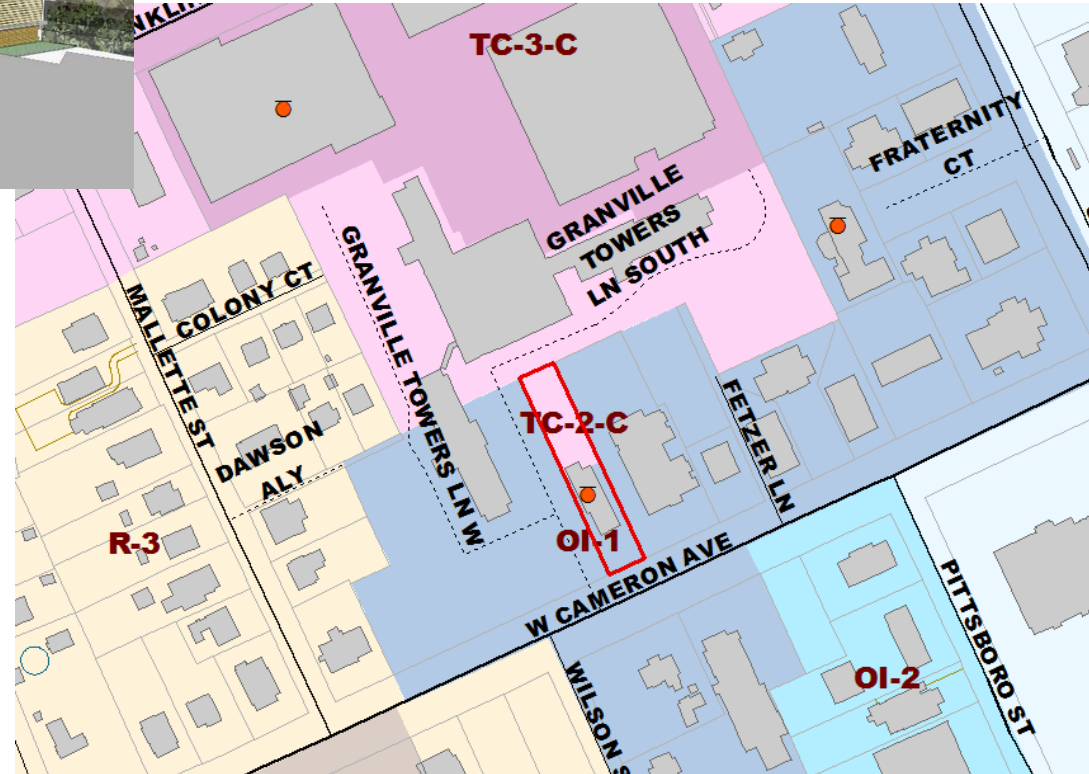 TC-3-C
FRATERNITY
CT
GRANVILLE
TOWERS
LN SOUTH
GRANVILLE TOWERS LN W
COLONY CT
MALLETTE ST
DAWSON
ALY
TC-2-C
FETZER LN
R-3
OI-1
W CAMERON AVE
PITTSBORO ST
OI-2
WILSON S